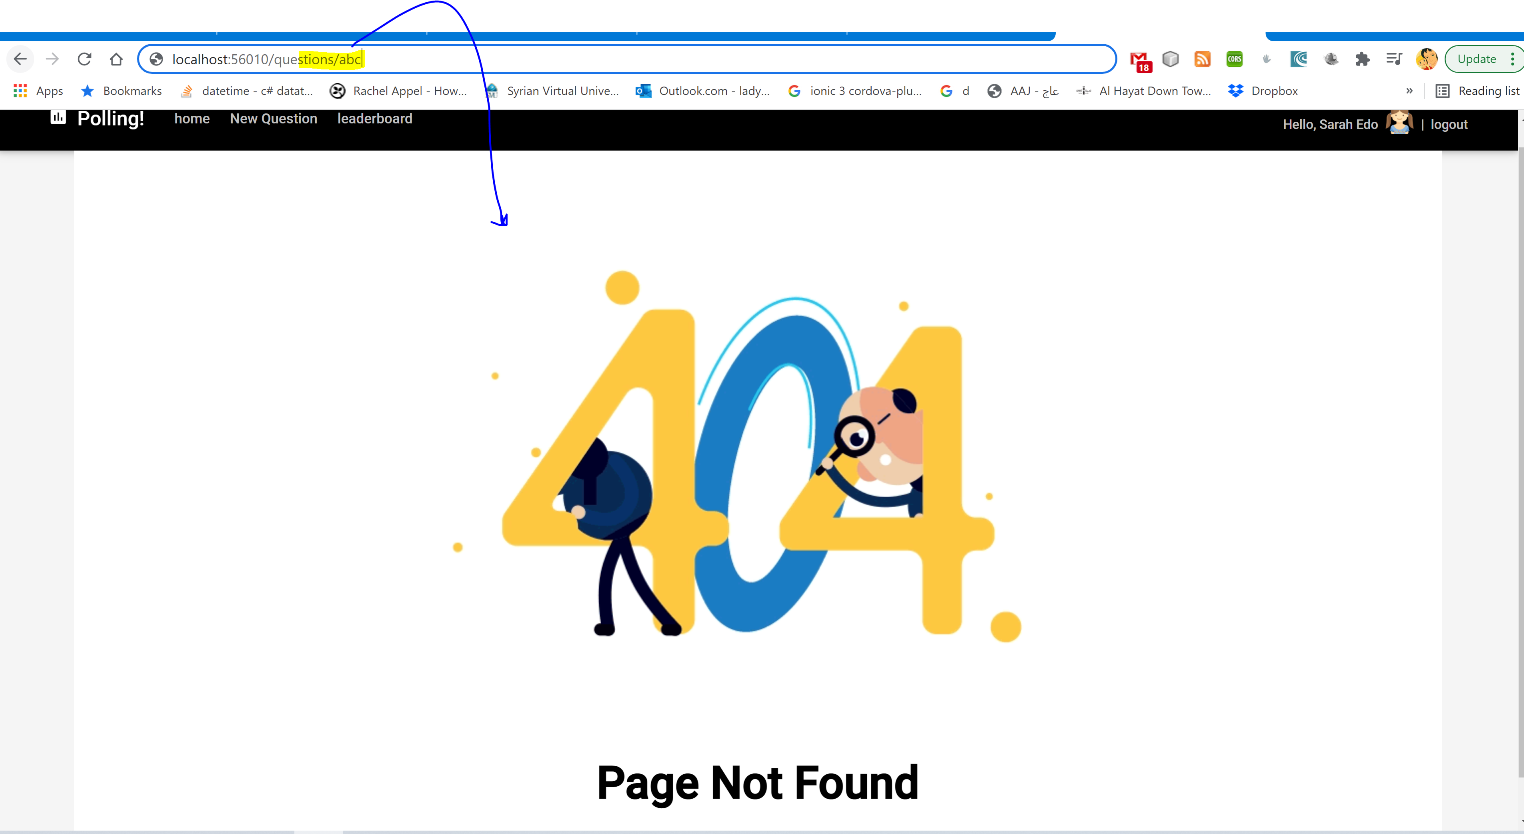 localhost:56010/questions/abc
18
CORS
Update
Apps
Bookmarks
datetime - c# datat...
Rachel Appel - How...
Syrian Virtual Unive...
Outlook.com - lady...
ionic 3 cordova-plu...
d
AAJ - عاج
Al Hayat Down Tow...
Dropbox
»
Reading list
Polling!
home
New Question
leaderboard
Hello, Sarah Edo
| logout
404
Page Not Found